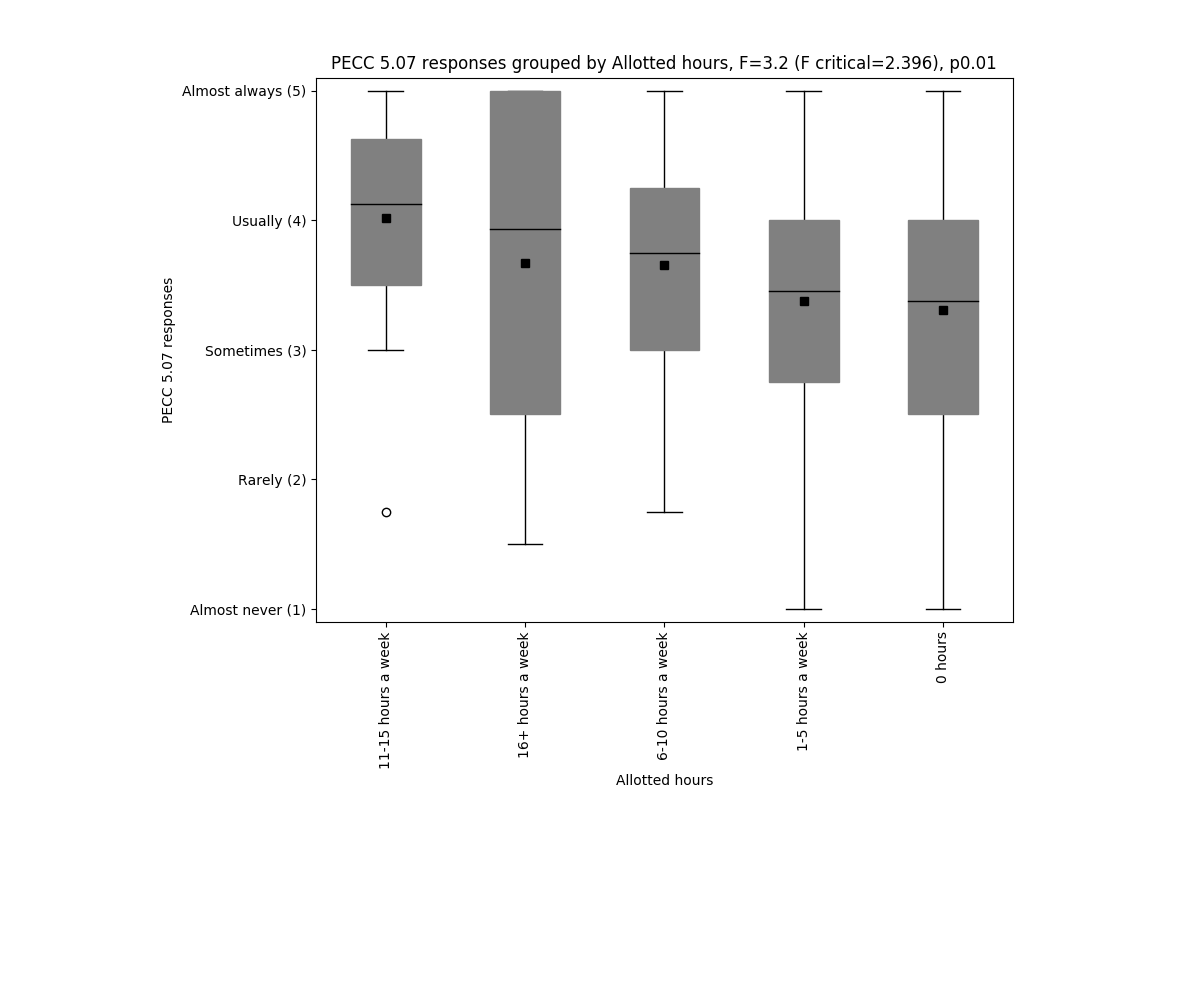 PECC 5.07 responses grouped by Allotted hours, F=3.2 (F critical=2.396), p0.01
Almost always (5)
Usually (4)
Sometimes (3)
Rarely (2)
Almost never (1)
PECC 5.07 responses
11-15 hours a week
16+ hours a week
6-10 hours a week
1-5 hours a week
0 hours
Allotted hours